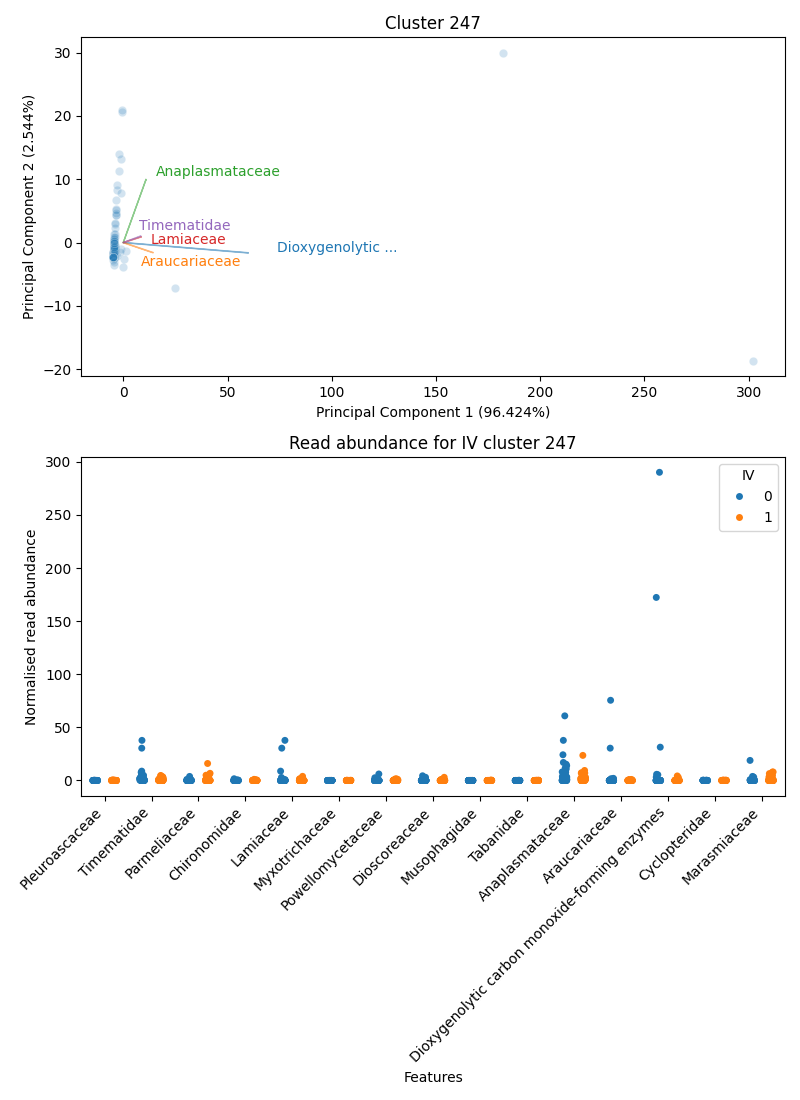 Cluster 247
Principal Component 2 (2.544%)
30
20
10
0
−10
−20
Anaplasmataceae
Timematidae
Lamiaceae
Dioxygenolytic ...
Araucariaceae
0 50 100 150 200 250 300
Principal Component 1 (96.424%)
Read abundance for IV cluster 247
Normalised read abundance
300
250
200
150
100
50
0
IV
0
1
Pleuroascaceae
Timematidae
Parmeliaceae
Chironomidae
Lamiaceae
Myxotrichaceae
Powellomycetaceae
Dioscoreaceae
Musophagidae
Tabanidae
Anaplasmataceae
Araucariaceae
Dioxygenolytic carbon monoxide-forming enzymes
Cyclopteridae
Marasmiaceae
Features